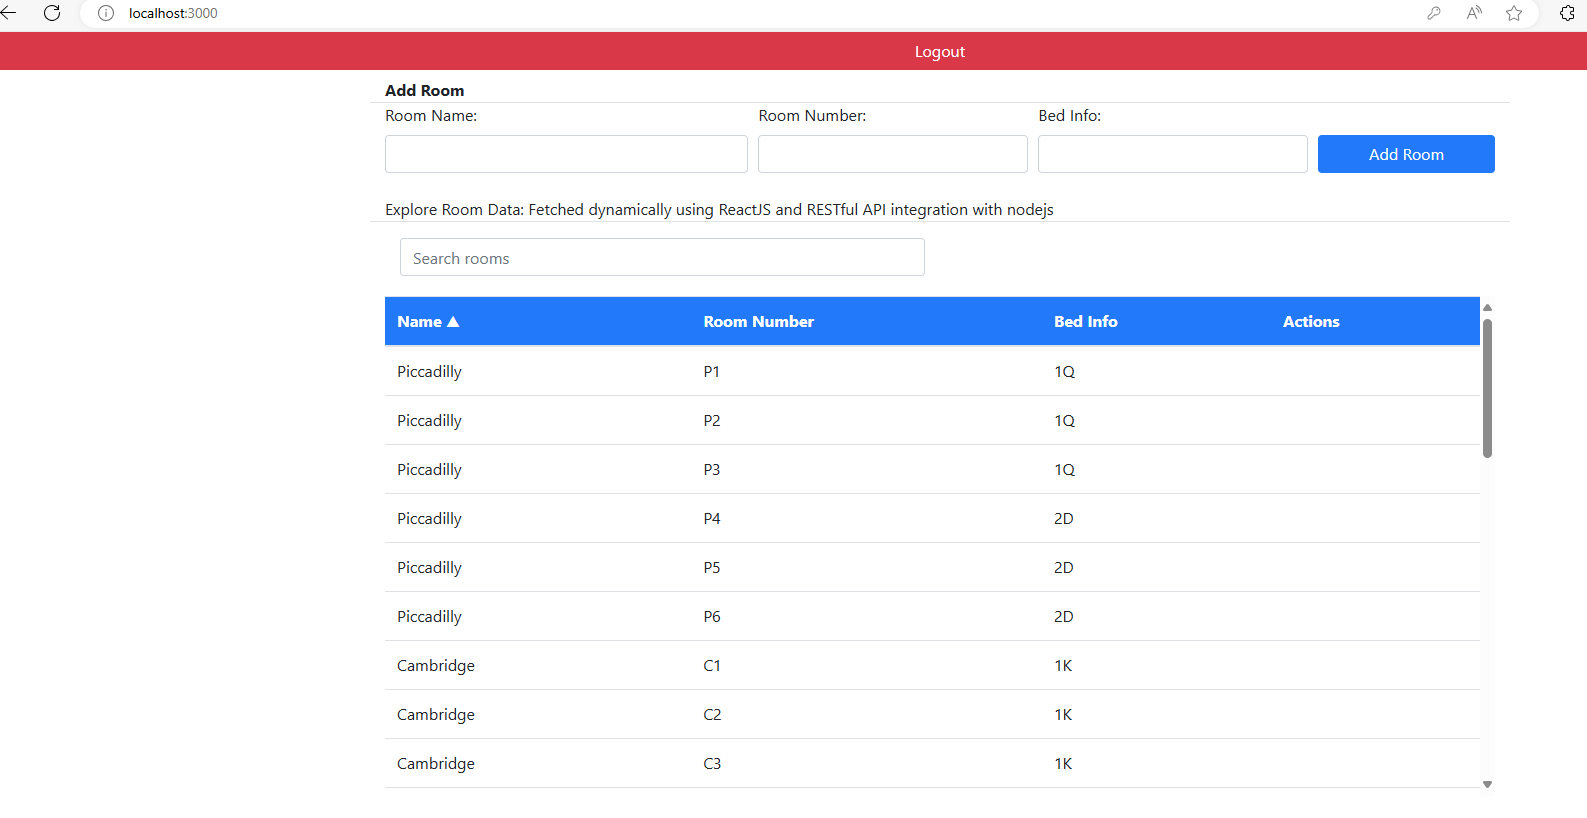 localhost:3000
Logout
Add Room
Room Name: Room Number: Bed Info:
Add Room
Explore Room Data: Fetched dynamically using ReactJS and RESTful API integration with nodejs
Search rooms
Name ▲ Room Number Bed Info Actions
Piccadilly P1 1Q
Piccadilly P2 1Q
Piccadilly P3 1Q
Piccadilly P4 2D
Piccadilly P5 2D
Piccadilly P6 2D
Cambridge C1 1K
Cambridge C2 1K
Cambridge C3 1K